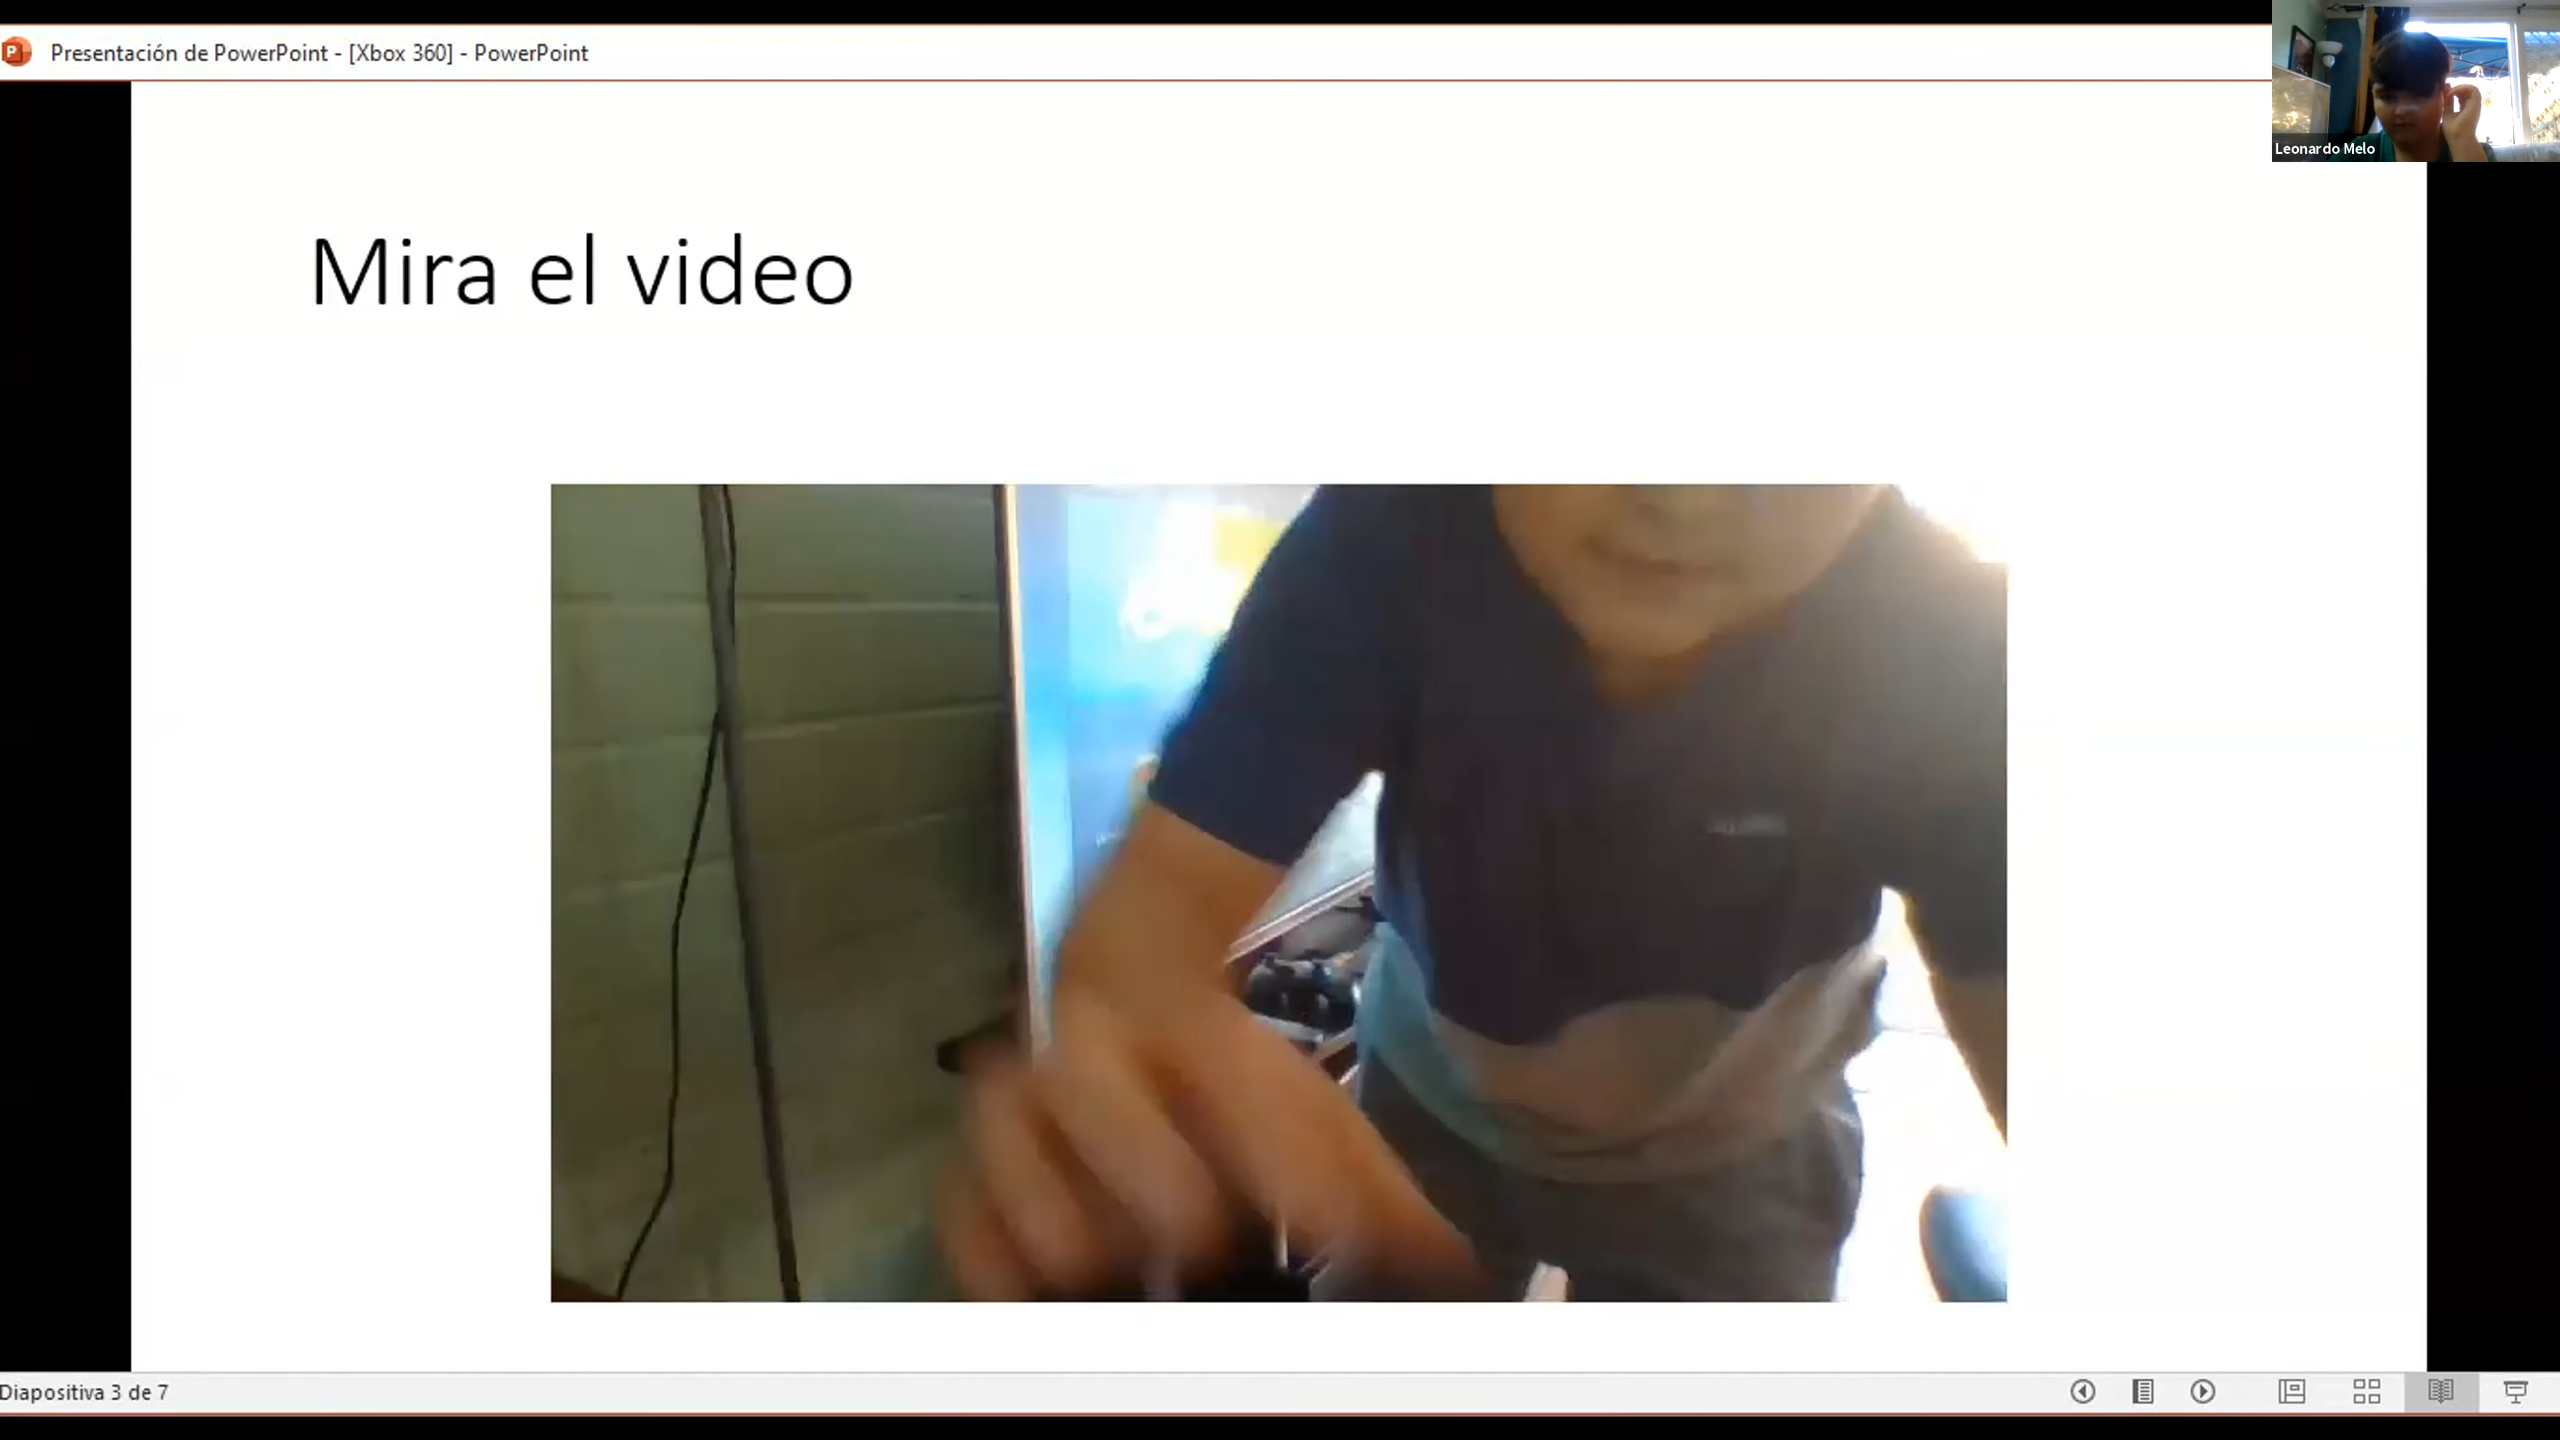 Presentación de PowerPoint - [Xbox 360] - PowerPoint
Leonardo Melo
Mira el video
Diapositiva 3 de 7